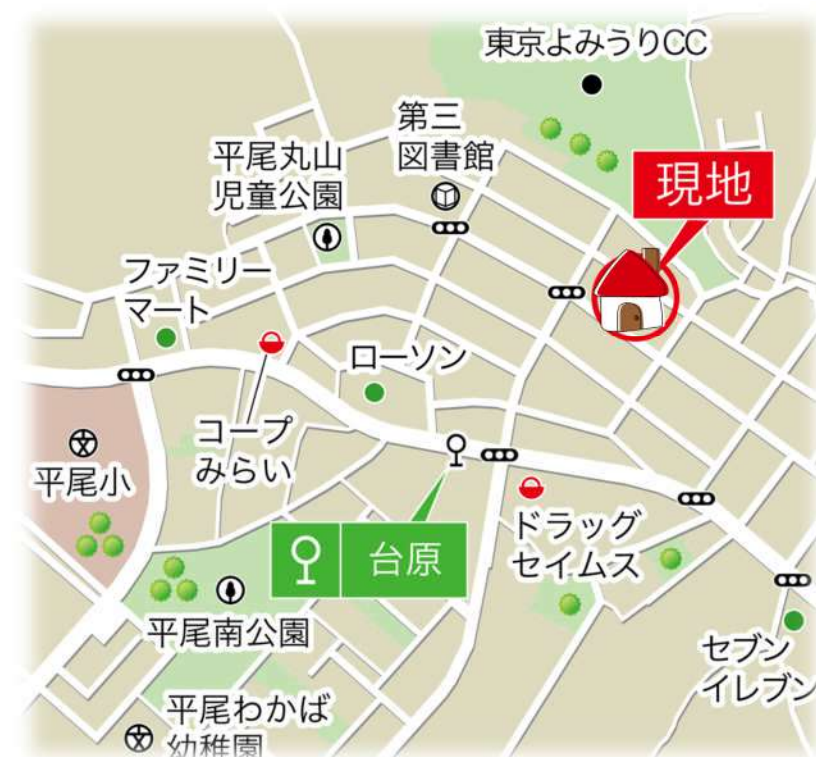 東京よみうりCC
第三
図書館
平尾丸山
児童公園
現地
ファミリー
マート
ローソン
コープ
みらい
平尾小
台原
ドラッグ
セイムス
平尾南公園
セブン
イレブン
平尾わかば
幼稚園